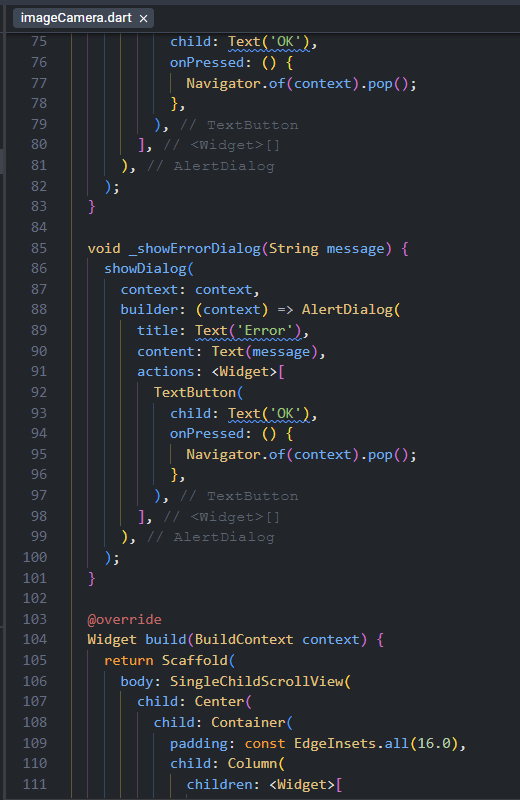 imageCamera.dart ×
75 child: Text('OK'),
76 onPressed: () {
77 Navigator.of(context).pop();
78 },
79 ), // TextButton
80 ], // <Widget>[]
81 ), // AlertDialog
82 );
83 }
84
85 void _showErrorDialog(String message) {
86 showDialog(
87 context: context,
88 builder: (context) => AlertDialog(
89 title: Text('Error'),
90 content: Text(message),
91 actions: <Widget>[
92 TextButton(
93 child: Text('OK'),
94 onPressed: () {
95 Navigator.of(context).pop();
96 },
97 ), // TextButton
98 ], // <Widget>[]
99 ), // AlertDialog
100 );
101 }
102
103 @override
104 Widget build(BuildContext context) {
105 return Scaffold(
106 body: SingleChildScrollView(
107 child: Center(
108 child: Container(
109 padding: const EdgeInsets.all(16.0),
110 child: Column(
111 children: <Widget>[